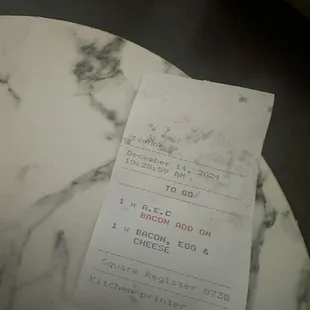 December 14, 2024
10:28:59 AM
TO GO
1 × A.E.C
BACON ADD ON
1 × BACON, EGG &
CHEESE
Square Register 0728
Kitchen printer